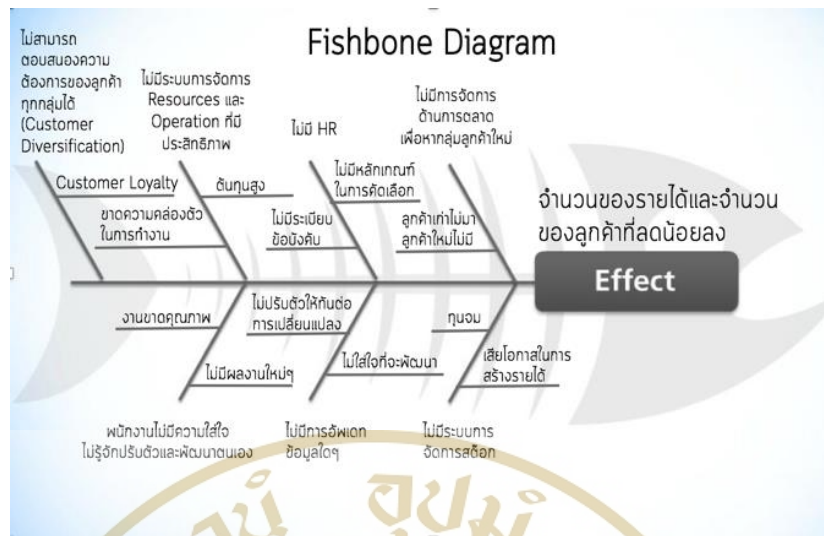 Fishbone Diagram
ไม่สามารถ
ตอบสนองความ
ต้องการของลูกค้า
ทุกกลุ่มได้
(Customer
Diversification)
ไม่มีระบบการจัดการ
Resources และ
Operation ที่มี
ประสิทธิภาพ
ไม่มี HR
ไม่มีการจัดการ
ด้านการตลาด
เพื่อหากลุ่มลูกค้าใหม่
Customer Loyalty
ขาดความคล่องตัว
ในการทำงาน
ต้นทุนสูง
ไม่มีระเบียบ
ข้อบังคับ
ไม่มีหลักเกณฑ์
ในการคัดเลือก
ลูกค้าเก่าไม่มา
ลูกค้าใหม่ไม่มี
จำนวนของรายได้และจำนวน
ของลูกค้าที่ลดน้อยลง
Effect
งานขาดคุณภาพ
ไม่มีผลงานใหม่ๆ
ไม่ปรับตัวให้ทันต่อ
การเปลี่ยนแปลง
ไม่ใส่ใจที่จะพัฒนา
ทุนจม
เสียโอกาสในการ
สร้างรายได้
พนักงานไม่มีความใส่ใจ
ไม่รู้จักปรับตัวและพัฒนาตนเอง
ไม่มีการอัพเดท
ข้อมูลใดๆ
ไม่มีระบบการ
จัดการสต๊อก